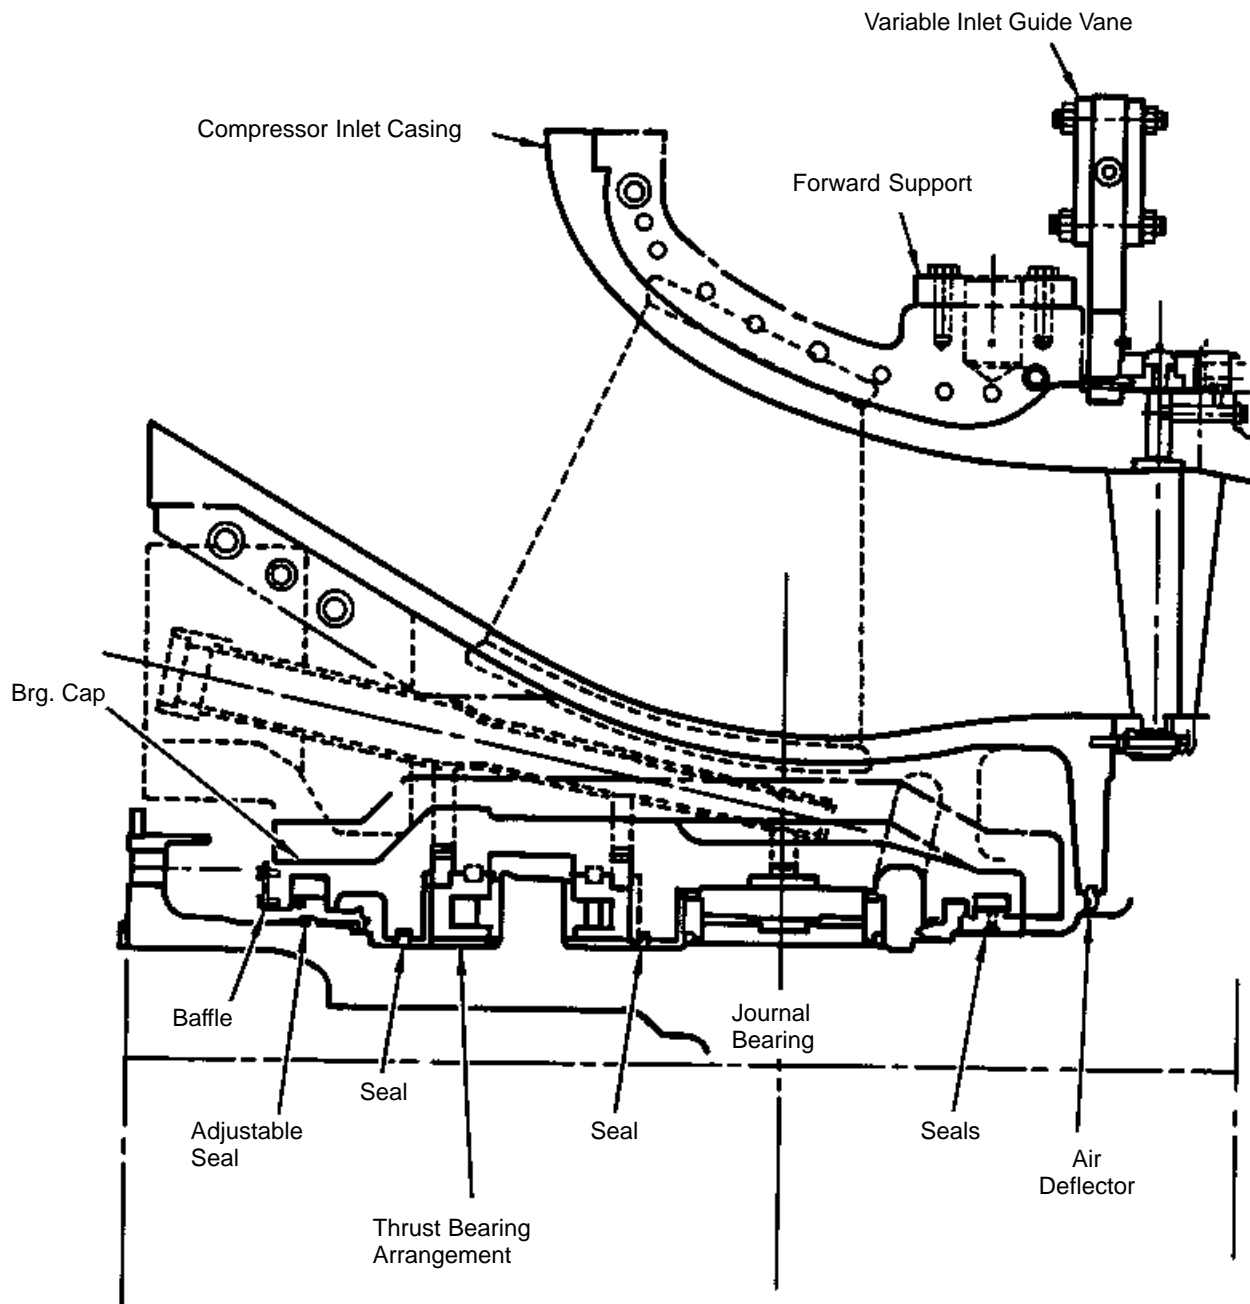 Variable Inlet Guide Vane
Compressor Inlet Casing
Forward Support
Brg. Cap
Baffle
Journal
Bearing
Seal
Adjustable
Seal
Seal
Seals
Air
Deflector
Thrust Bearing
Arrangement